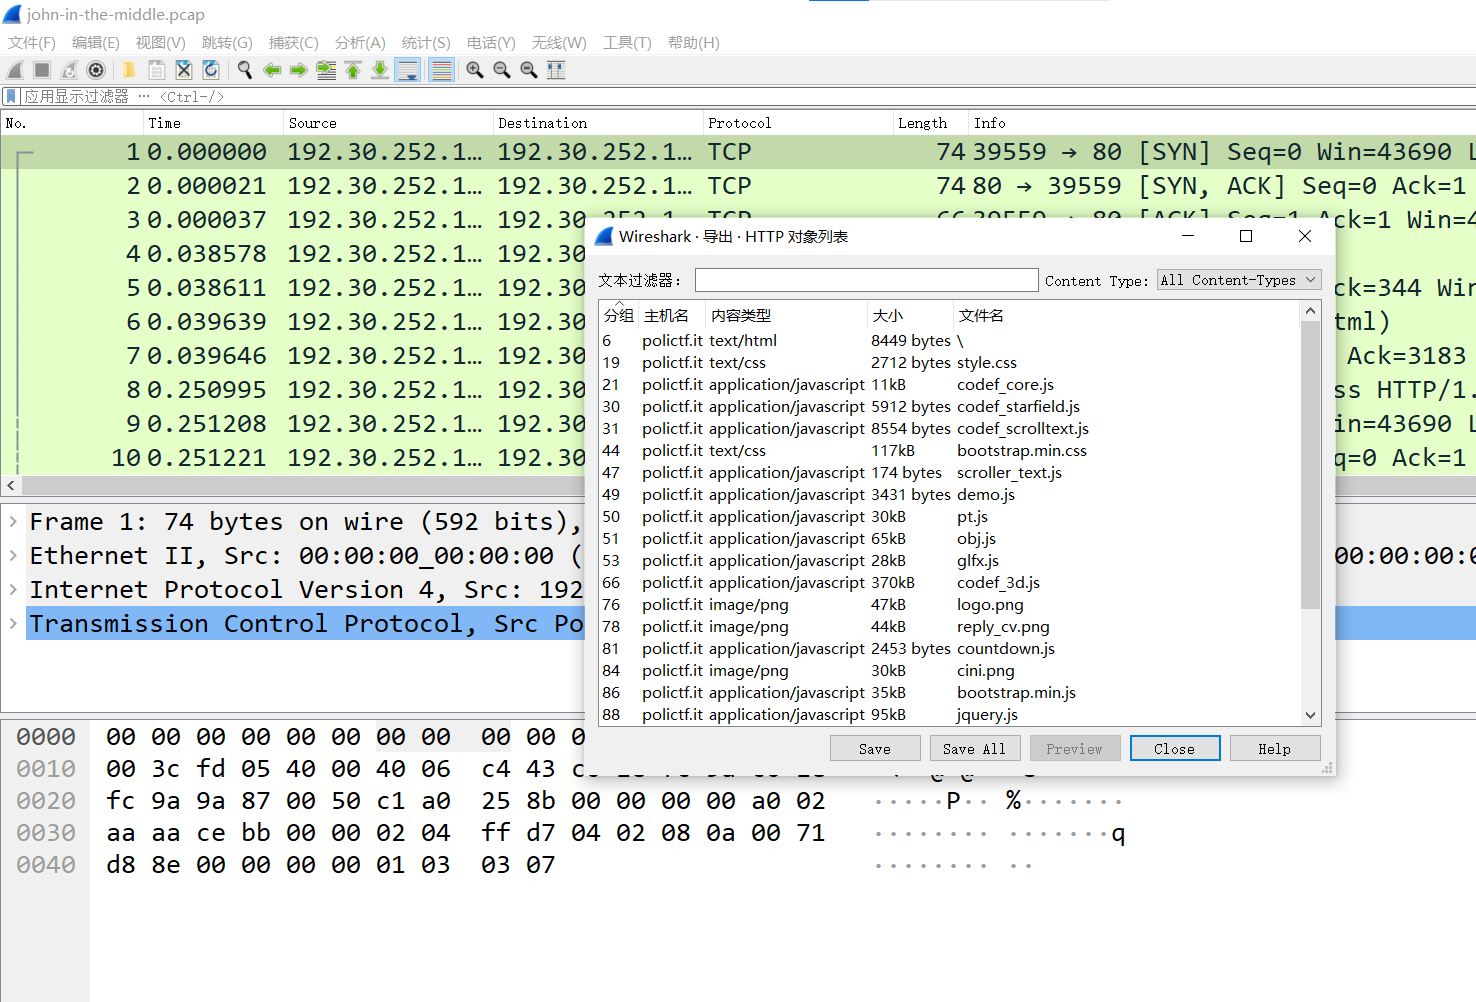 john-in-the-middle.pcap
文件(F) 编辑(E) 视图(V) 跳转(G) 捕获(C) 分析(A) 统计(S) 电话(Y) 无线(W) 工具(T) 帮助(H)
应用显示过滤器 … <Ctrl-/>
No. Time Source Destination Protocol Length Info
1 0.000000 192.30.252.1… 192.30.252.1… TCP 74 39559 → 80 [SYN] Seq=0 Win=43690 L
2 0.000021 192.30.252.1… 192.30.252.1… TCP 74 80 → 39559 [SYN, ACK] Seq=0 Ack=1
3 0.000037 192.30.252.1… 192.30.252.1… TCP 66 39559 → 80 [ACK] Seq=1 Ack=1 Win=4
4 0.038578 192.30.252.1… 192.30
5 0.038611 192.30.252.1… 192.30 ck=344 Wi
6 0.039639 192.30.252.1… 192.30 tml)
7 0.039646 192.30.252.1… 192.30 Ack=3183
8 0.250995 192.30.252.1… 192.30 ss HTTP/1.
9 0.251208 192.30.252.1… 192.30 in=43690 L
10 0.251221 192.30.252.1… 192.30 q=0 Ack=1
Wireshark · 导出 · HTTP 对象列表
文本过滤器: Content Type: All Content-Types
分组 主机名 内容类型 大小 文件名
6 polictf.it text/html 8449 bytes \
19 polictf.it text/css 2712 bytes style.css
21 polictf.it application/javascript 11kB codef_core.js
30 polictf.it application/javascript 5912 bytes codef_starfield.js
31 polictf.it application/javascript 8554 bytes codef_scrolltext.js
44 polictf.it text/css 117kB bootstrap.min.css
47 polictf.it application/javascript 174 bytes scroller_text.js
49 polictf.it application/javascript 3431 bytes demo.js
50 polictf.it application/javascript 30kB pt.js
51 polictf.it application/javascript 65kB obj.js
53 polictf.it application/javascript 28kB glfx.js
66 polictf.it application/javascript 370kB codef_3d.js
76 polictf.it image/png 47kB logo.png
78 polictf.it image/png 44kB reply_cv.png
81 polictf.it application/javascript 2453 bytes countdown.js
84 polictf.it image/png 30kB cini.png
86 polictf.it application/javascript 35kB bootstrap.min.js
88 polictf.it application/javascript 95kB jquery.js
Save Save All Preview Close Help
Frame 1: 74 bytes on wire (592 bits),
Ethernet II, Src: 00:00:00_00:00:00 ( 00:00:00:0
Internet Protocol Version 4, Src: 192
Transmission Control Protocol, Src Po
0000 00 00 00 00 00 00 00 00 00 00 0
0010 00 3c fd 05 40 00 40 06 c4 43
0020 fc 9a 9a 87 00 50 c1 a0 25 8b 00 00 00 00 a0 02 ·····P·· %·······
0030 aa aa ce bb 00 00 02 04 ff d7 04 02 08 0a 00 71 ········ ·······q
0040 d8 8e 00 00 00 00 01 03 03 07 ········ ··